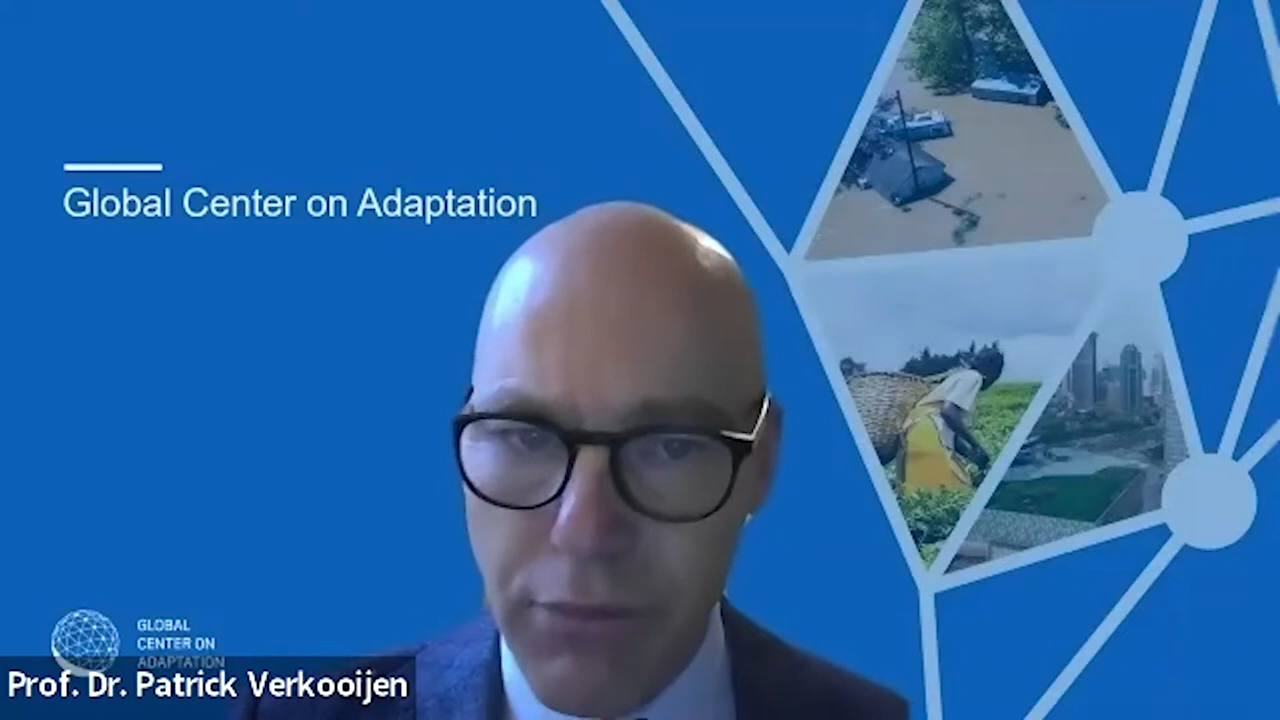 Global Center on Adaptation
GLOBAL
CENTER ON
ADAPTATION
Prof. Dr. Patrick Verkooijen